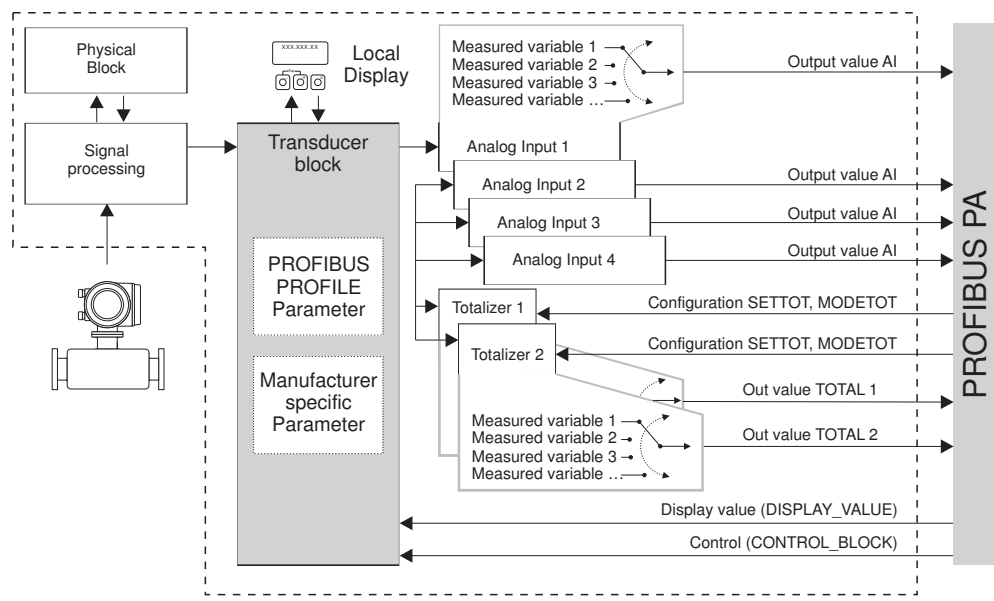 Physical
Block
Signal
processing
xxx.xxx.xx
Local
Display
Transducer
block
PROFIBUS
PROFILE
Parameter
Manufacturer
specific
Parameter
Measured variable 1
Measured variable 2
Measured variable 3
Measured variable …
Analog Input 1
Analog Input 2
Analog Input 3
Analog Input 4
Totalizer 1
Totalizer 2
Measured variable 1
Measured variable 2
Measured variable 3
Measured variable …
Output value AI
Output value AI
Output value AI
Output value AI
Configuration SETTOT, MODETOT
Configuration SETTOT, MODETOT
Out value TOTAL 1
Out value TOTAL 2
Display value (DISPLAY_VALUE)
Control (CONTROL_BLOCK)
PROFIBUS PA